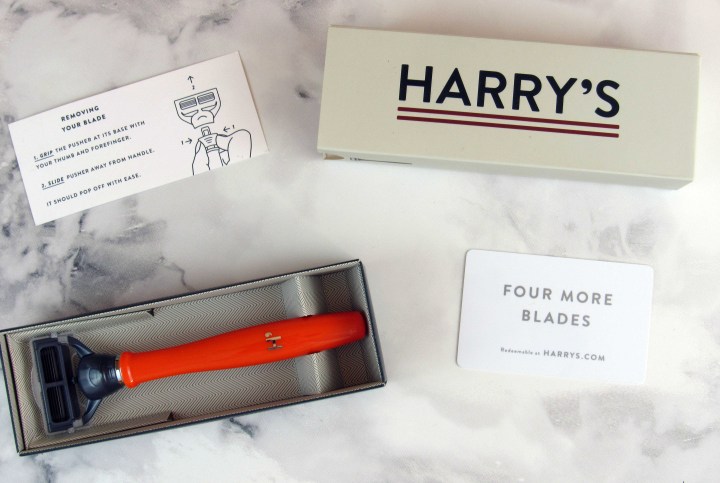 REMOVING
YOUR BLADE
1. GRIP THE PUSHER AT ITS BASE WITH
YOUR THUMB AND FOREFINGER.
2. SLIDE PUSHER AWAY FROM HANDLE.
IT SHOULD POP OFF WITH EASE.
2
1
1
HARRY'S
H
FOUR MORE
BLADES
Redeemable at HARRYS.COM